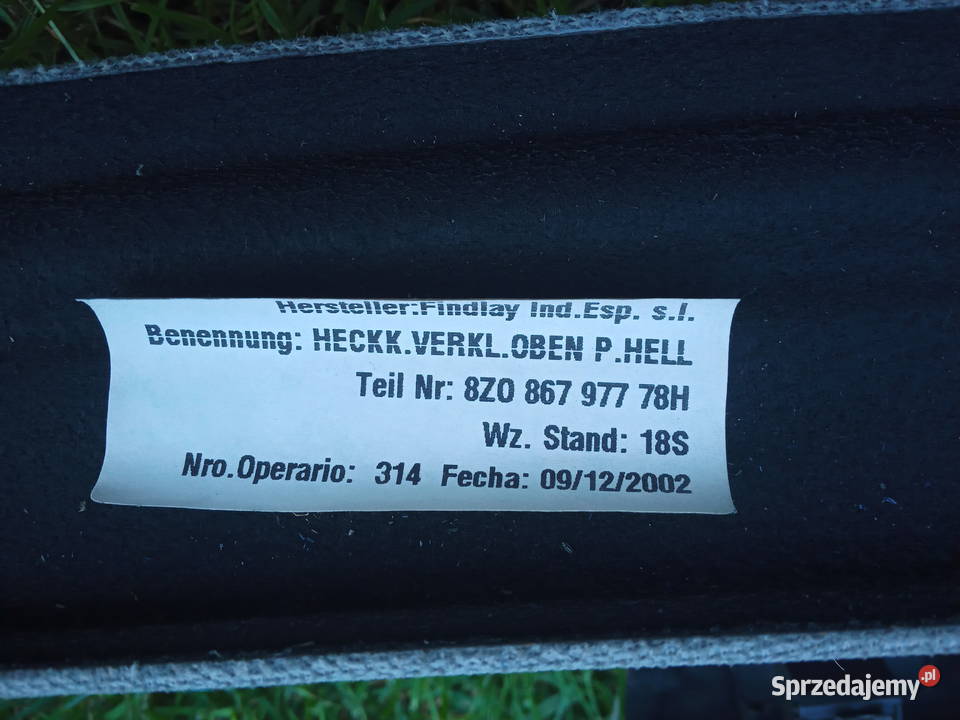 Hersteller:Findlay Ind.Esp. s.l.
Benennung: HECKK.VERKL.OBEN P.HELL
Teil Nr: 8Z0 867 977 78H
Wz. Stand: 18S
Nro.Operario: 314 Fecha: 09/12/2002
Sprzedajemy.pl